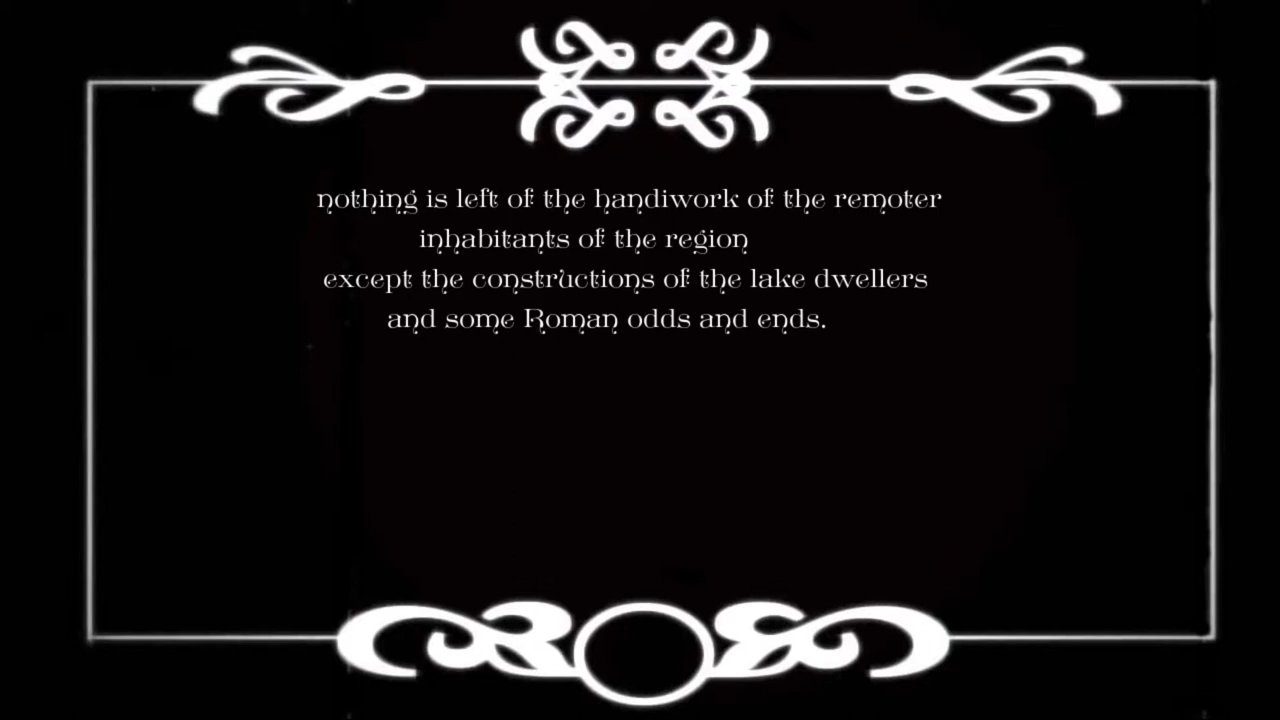 nothing is left of the handiwork of the remoter
inhabitants of the region
except the constructions of the lake dwellers
and some Roman odds and ends.